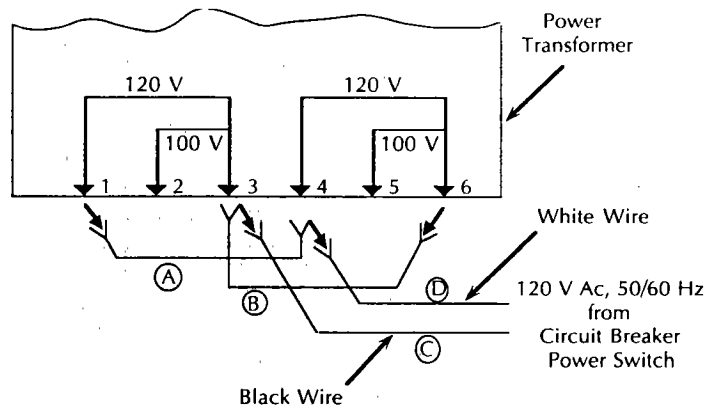 Power
Transformer
120 V
120 V
100 V
100 V
1
2
3
4
5
6
White Wire
A
B
D
C
120 V Ac, 50/60 Hz
from
Circuit Breaker
Power Switch
Black Wire